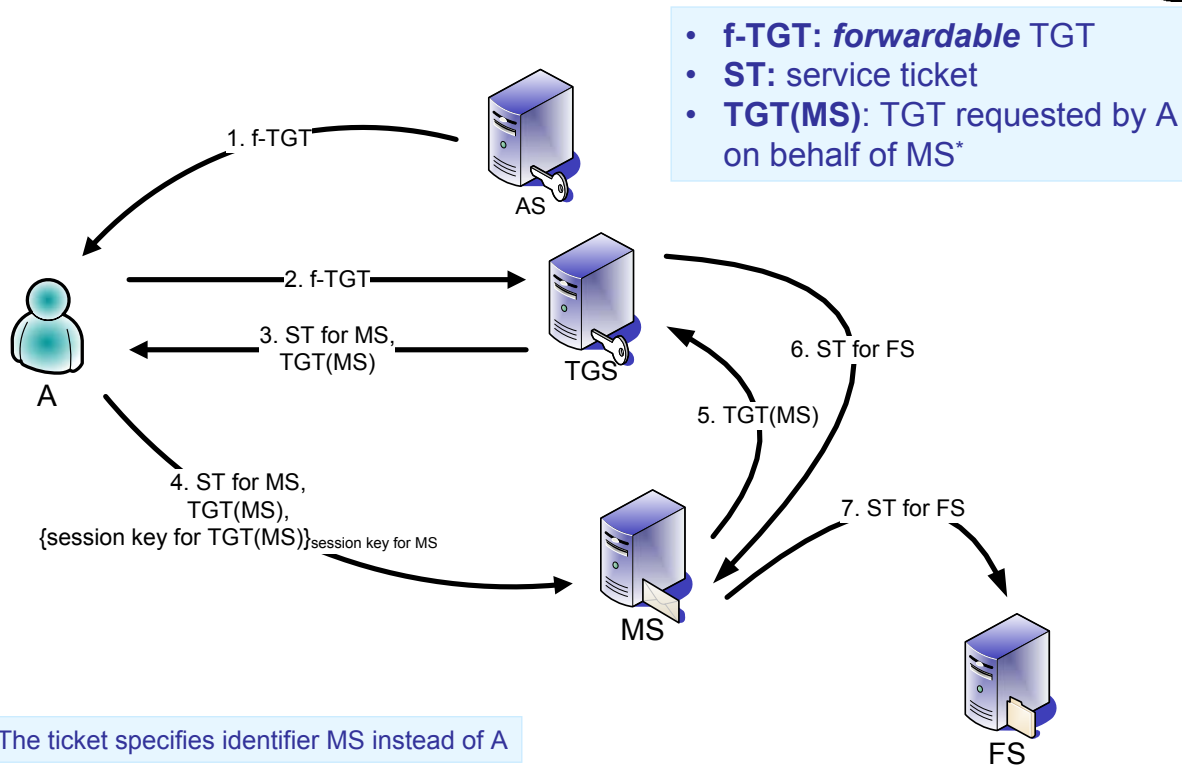 • f-TGT: forwardable TGT
• ST: service ticket
• TGT(MS): TGT requested by A
on behalf of MS*
1. f-TGT
AS
2. f-TGT
3. ST for MS,
TGT(MS)
TGS
A
6. ST for FS
5. TGT(MS)
4. ST for MS,
TGT(MS),
{session key for TGT(MS)}session key for MS
7. ST for FS
MS
FS
The ticket specifies identifier MS instead of A